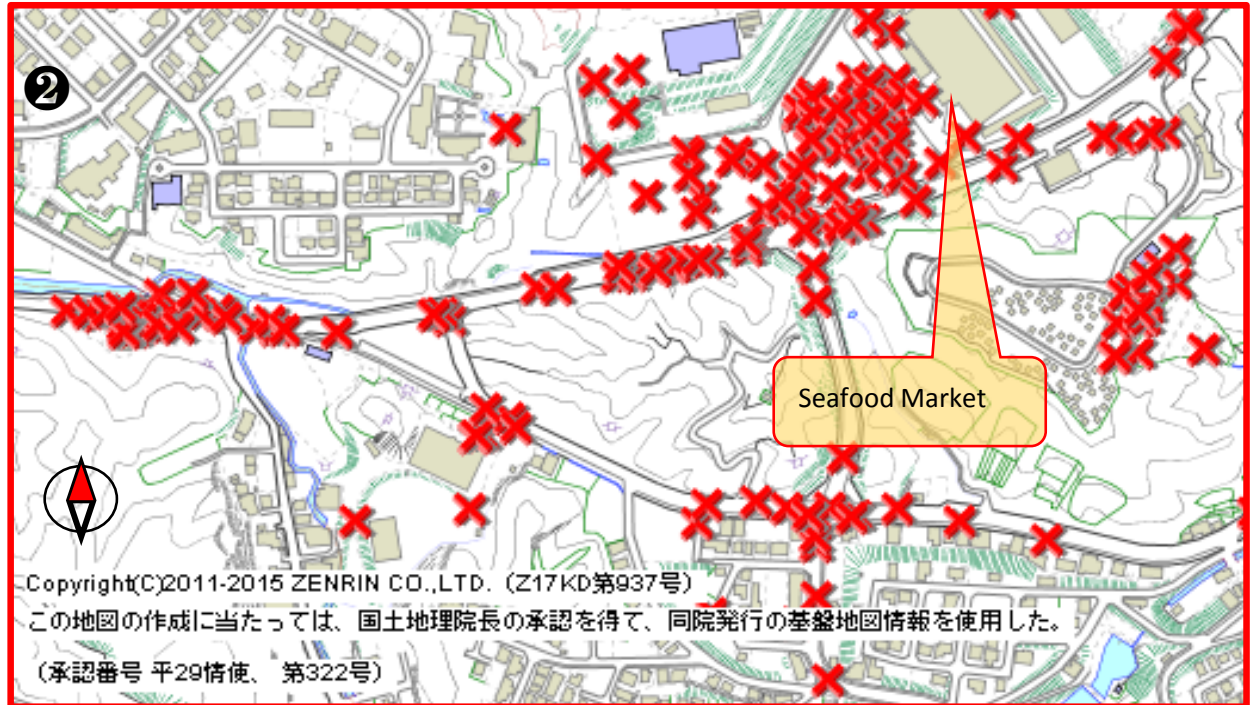 ❷
Seafood Market
Copyright(C)2011-2015 ZENRIN CO.,LTD.（Z17KD第937号）
この地図の作成に当たっては、国土地理院長の承認を得て、同院発行の基盤地図情報を使用した。
（承認番号 平29情使、 第322号）